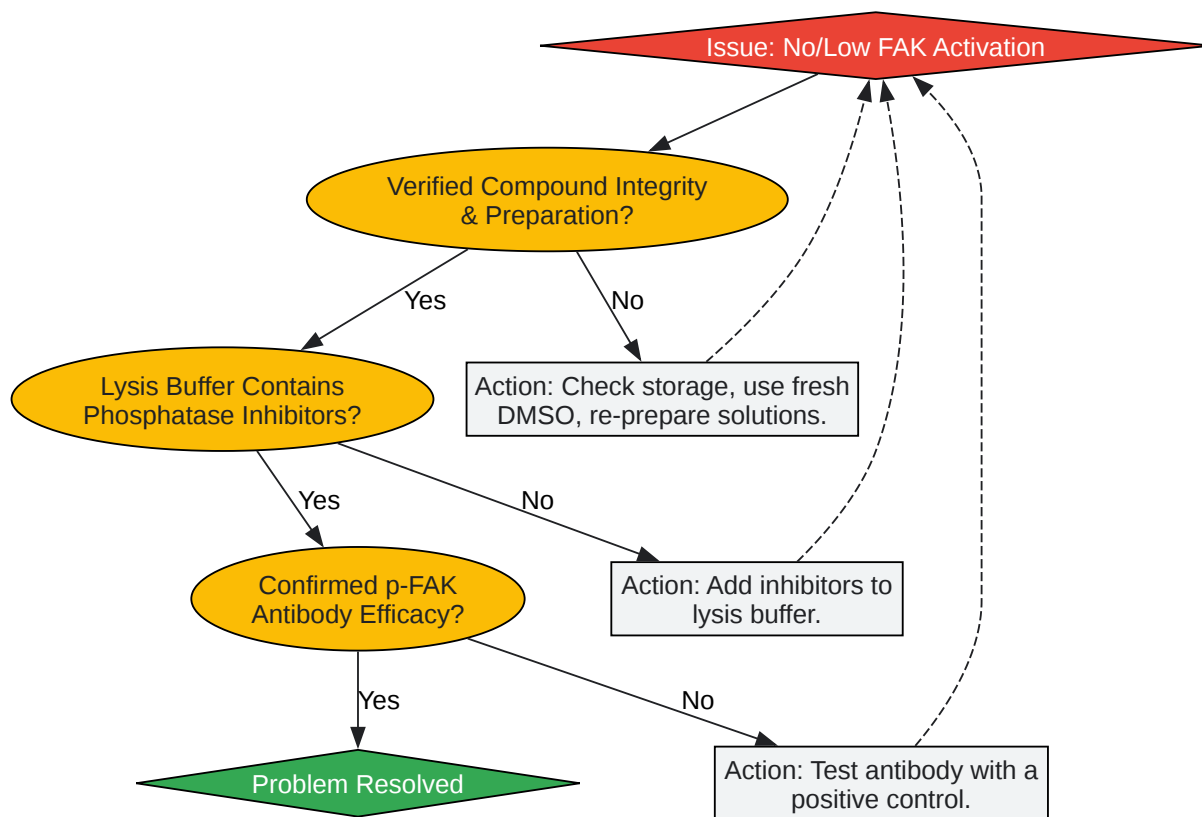 Issue: No/Low FAK Activation
Verified Compound Integrity
& Preparation?
Yes
No
Lysis Buffer Contains
Phosphatase Inhibitors?
Action: Check storage, use fresh
DMSO, re-prepare solutions.
Yes
No
Confirmed p-FAK
Antibody Efficacy?
Action: Add inhibitors to
lysis buffer.
Yes
No
Problem Resolved
Action: Test antibody with a
positive control.